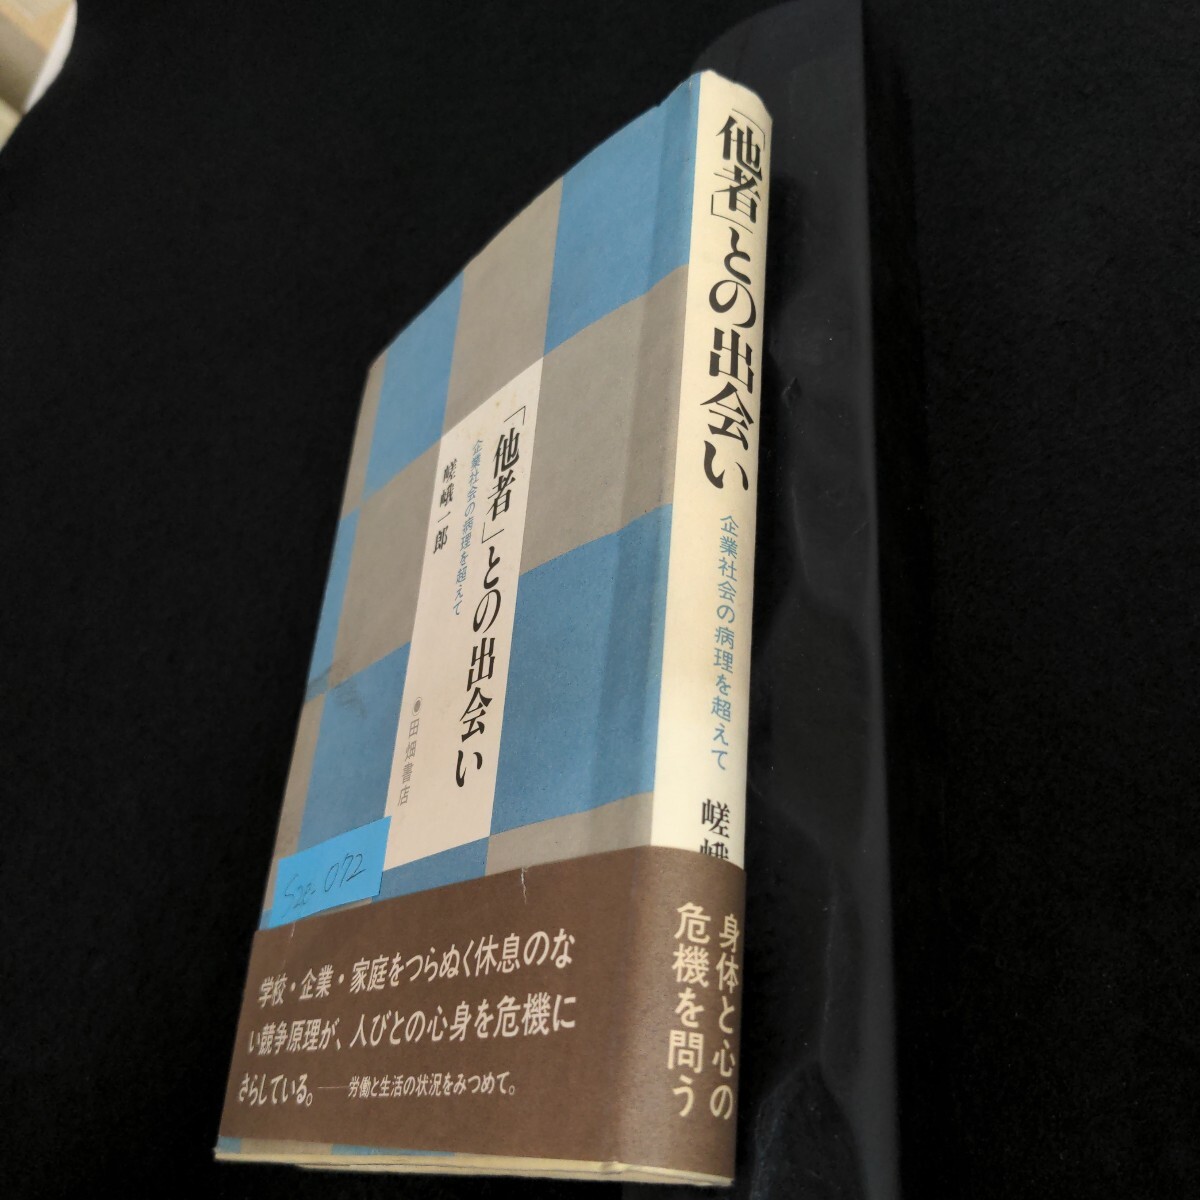 「他者」との出会い
企業社会の病理を超えて
嵯峨一郎
●田畑書店
「他者」との出会い
企業社会の病理を超えて
嵯峨
身体と心の
危機を問う
学校・企業・家庭をつらぬく休息のな
い競争原理が、人びとの心身を危機に
さらしている。——労働と生活の状況をみつめて。